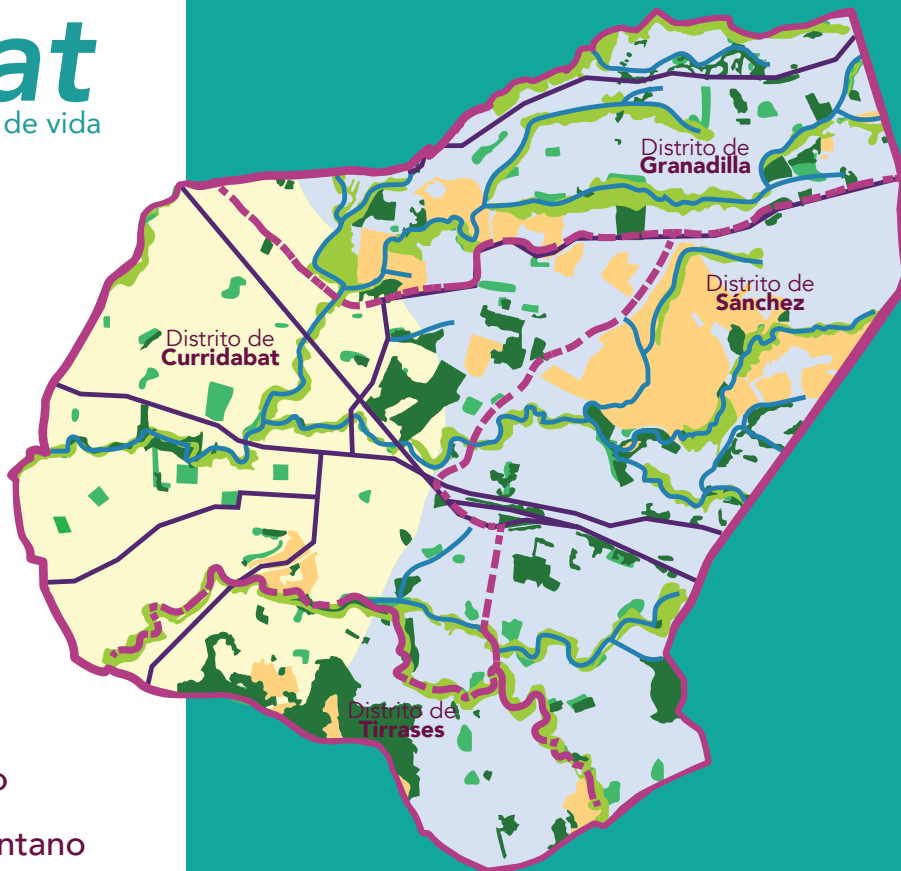 at
de vida
Distrito de
Granadilla
Distrito de
Sánchez
Distrito de
Curridabat
Distrito de
Tirrases
o
ntano